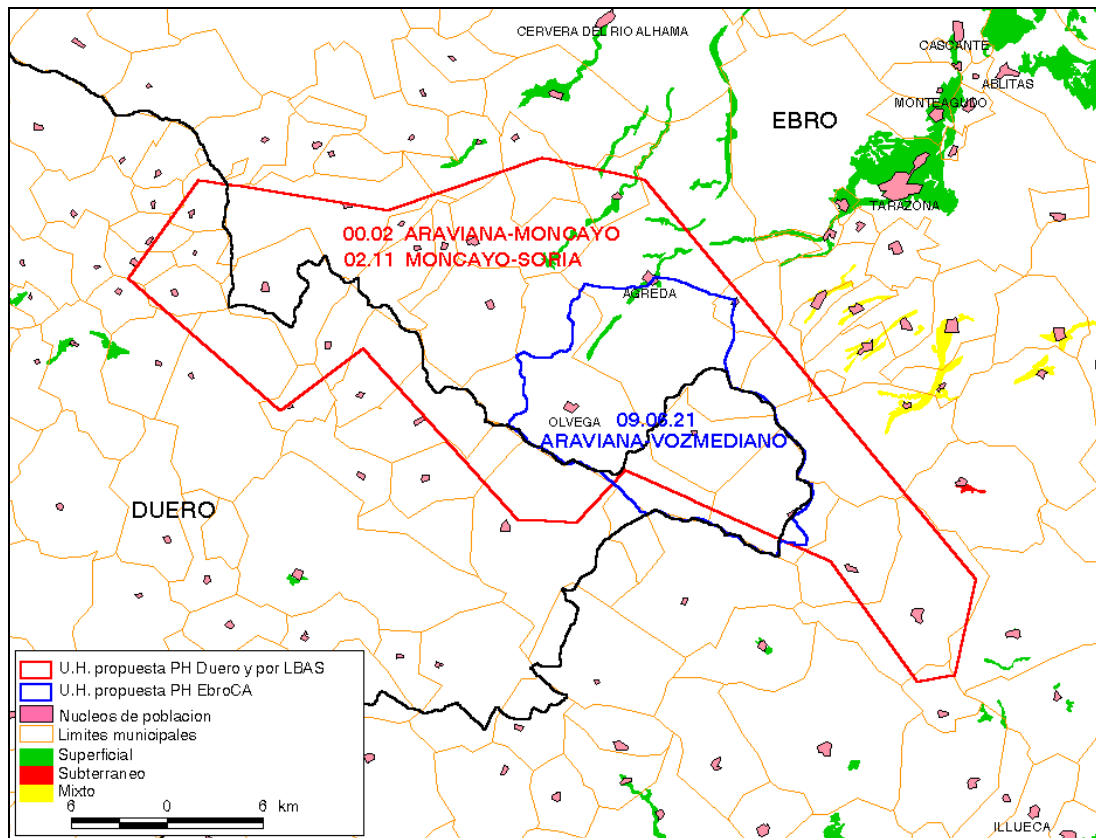 CERVERA DEL RIO ALHAMA
CASCANTE
ABLITAS
MONTEAGUDO
EBRO
TARAZONA
00.02 ARAVIANA-MONCAYO
02.11 MONCAYO-SORIA
AGREDA
OLVEGA
09.06.21
ARAVIANA-VOZMEDIANO
DUERO
U.H. propuesta PH Duero y por LBAS
U.H. propuesta PH EbroCA
Nucleos de poblacion
Limites municipales
Superficial
Subterraneo
Mixto
6 0 6 km
ILLUECA